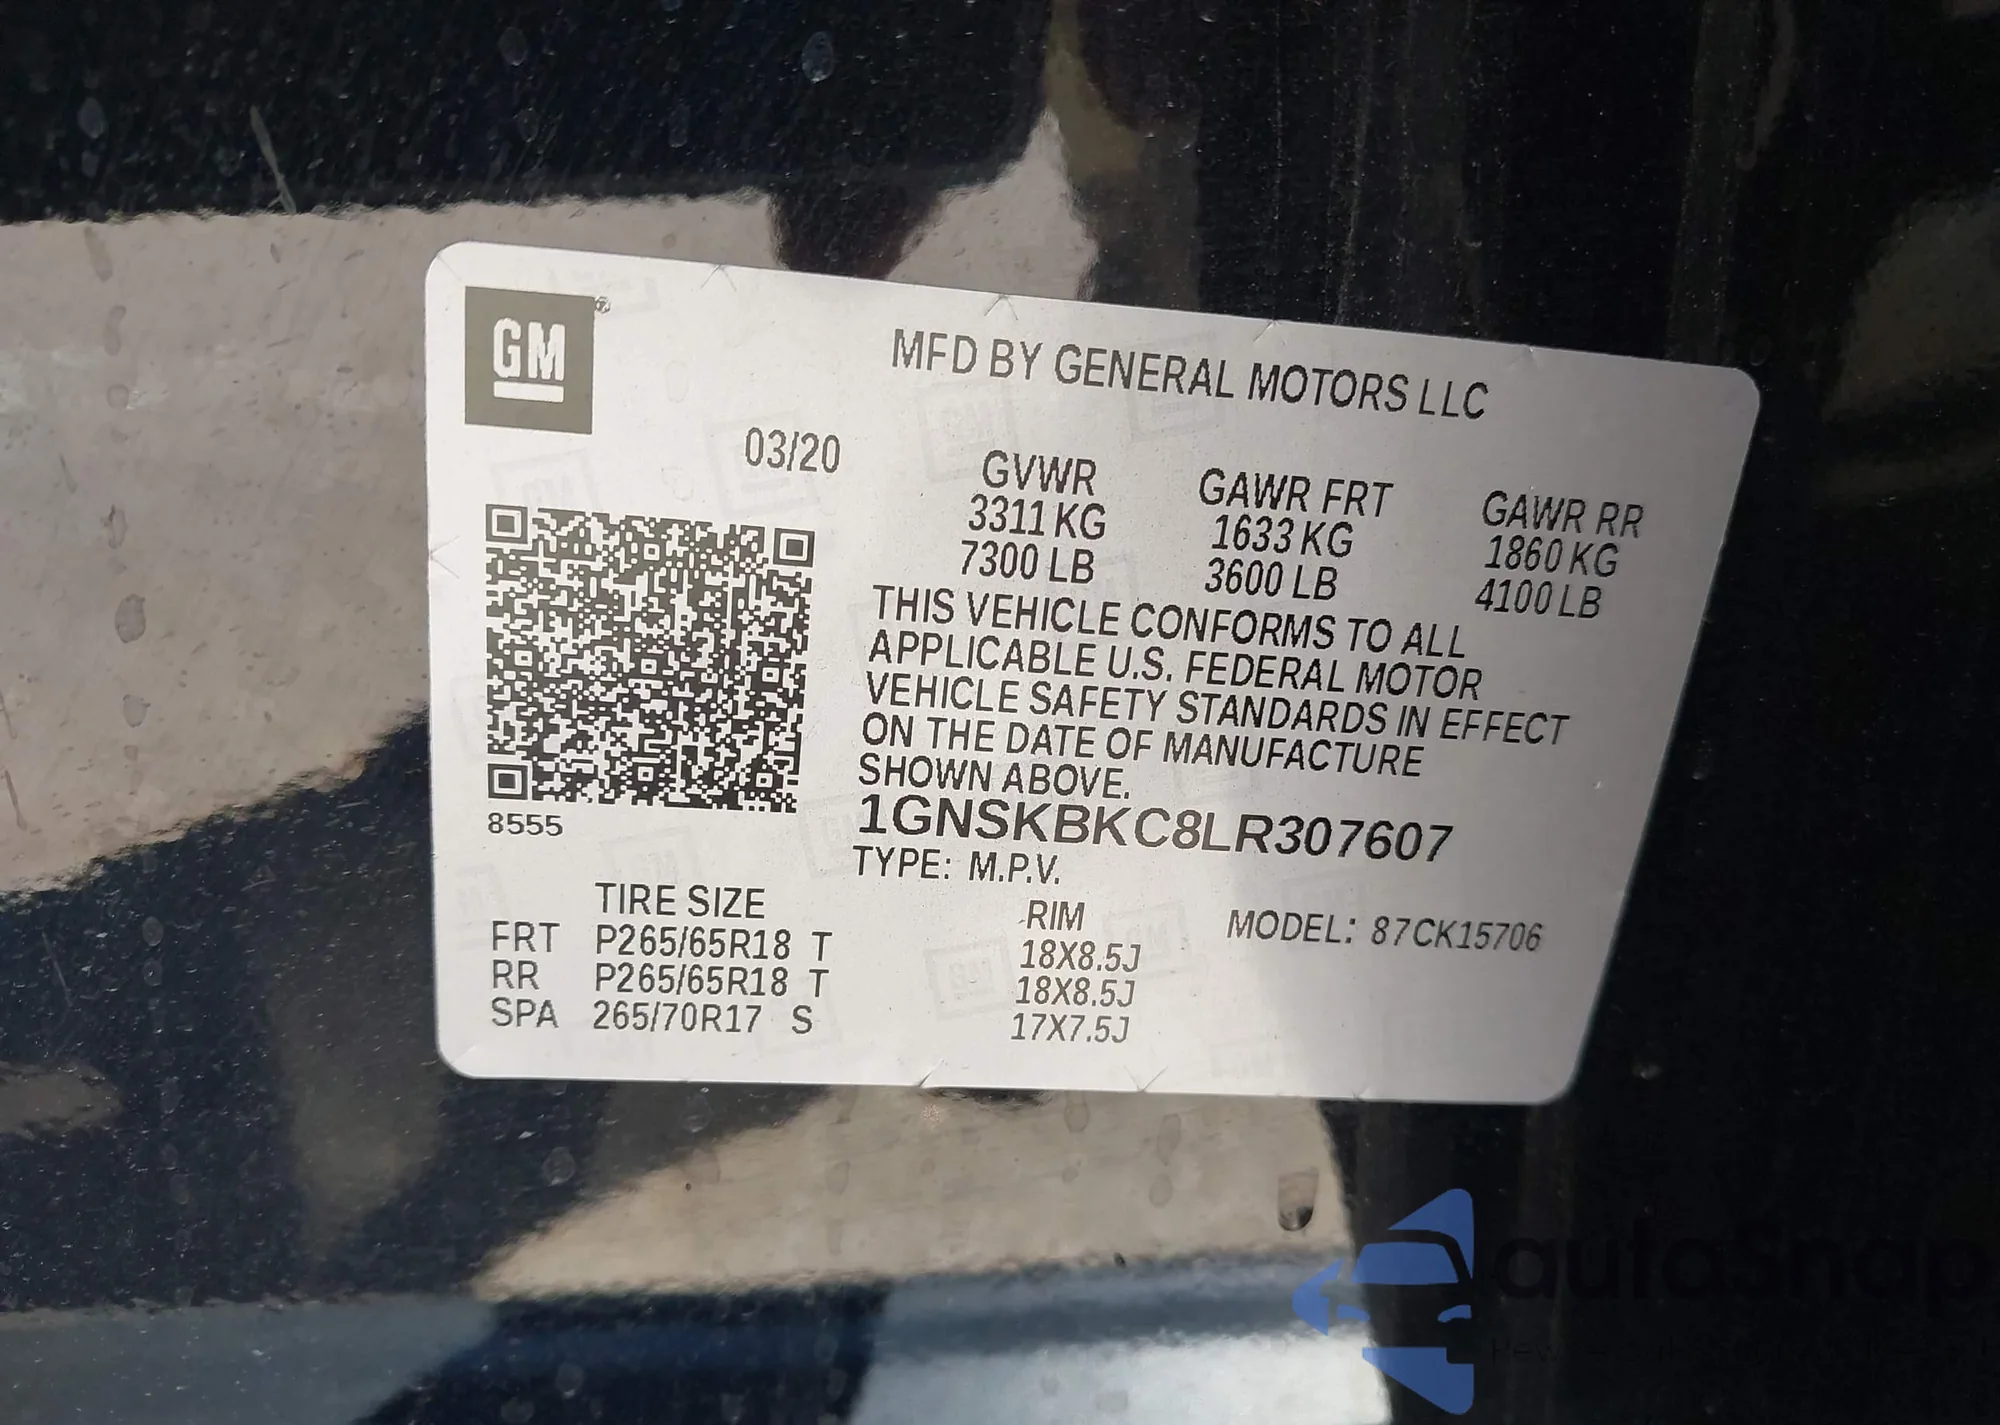 GM®
MFD BY GENERAL MOTORS LLC
03/20
GVWR GAWR FRT GAWR RR
3311 KG 1633 KG 1860 KG
7300 LB 3600 LB 4100 LB
THIS VEHICLE CONFORMS TO ALL
APPLICABLE U.S. FEDERAL MOTOR
VEHICLE SAFETY STANDARDS IN EFFECT
ON THE DATE OF MANUFACTURE
SHOWN ABOVE.
8555
1GNSKBKC8LR307607
TYPE: M.P.V.
TIRE SIZE RIM MODEL: 87CK15706
FRT P265/65R18 T 18X8.5J
RR P265/65R18 T 18X8.5J
SPA 265/70R17 S 17X7.5J
autosnap